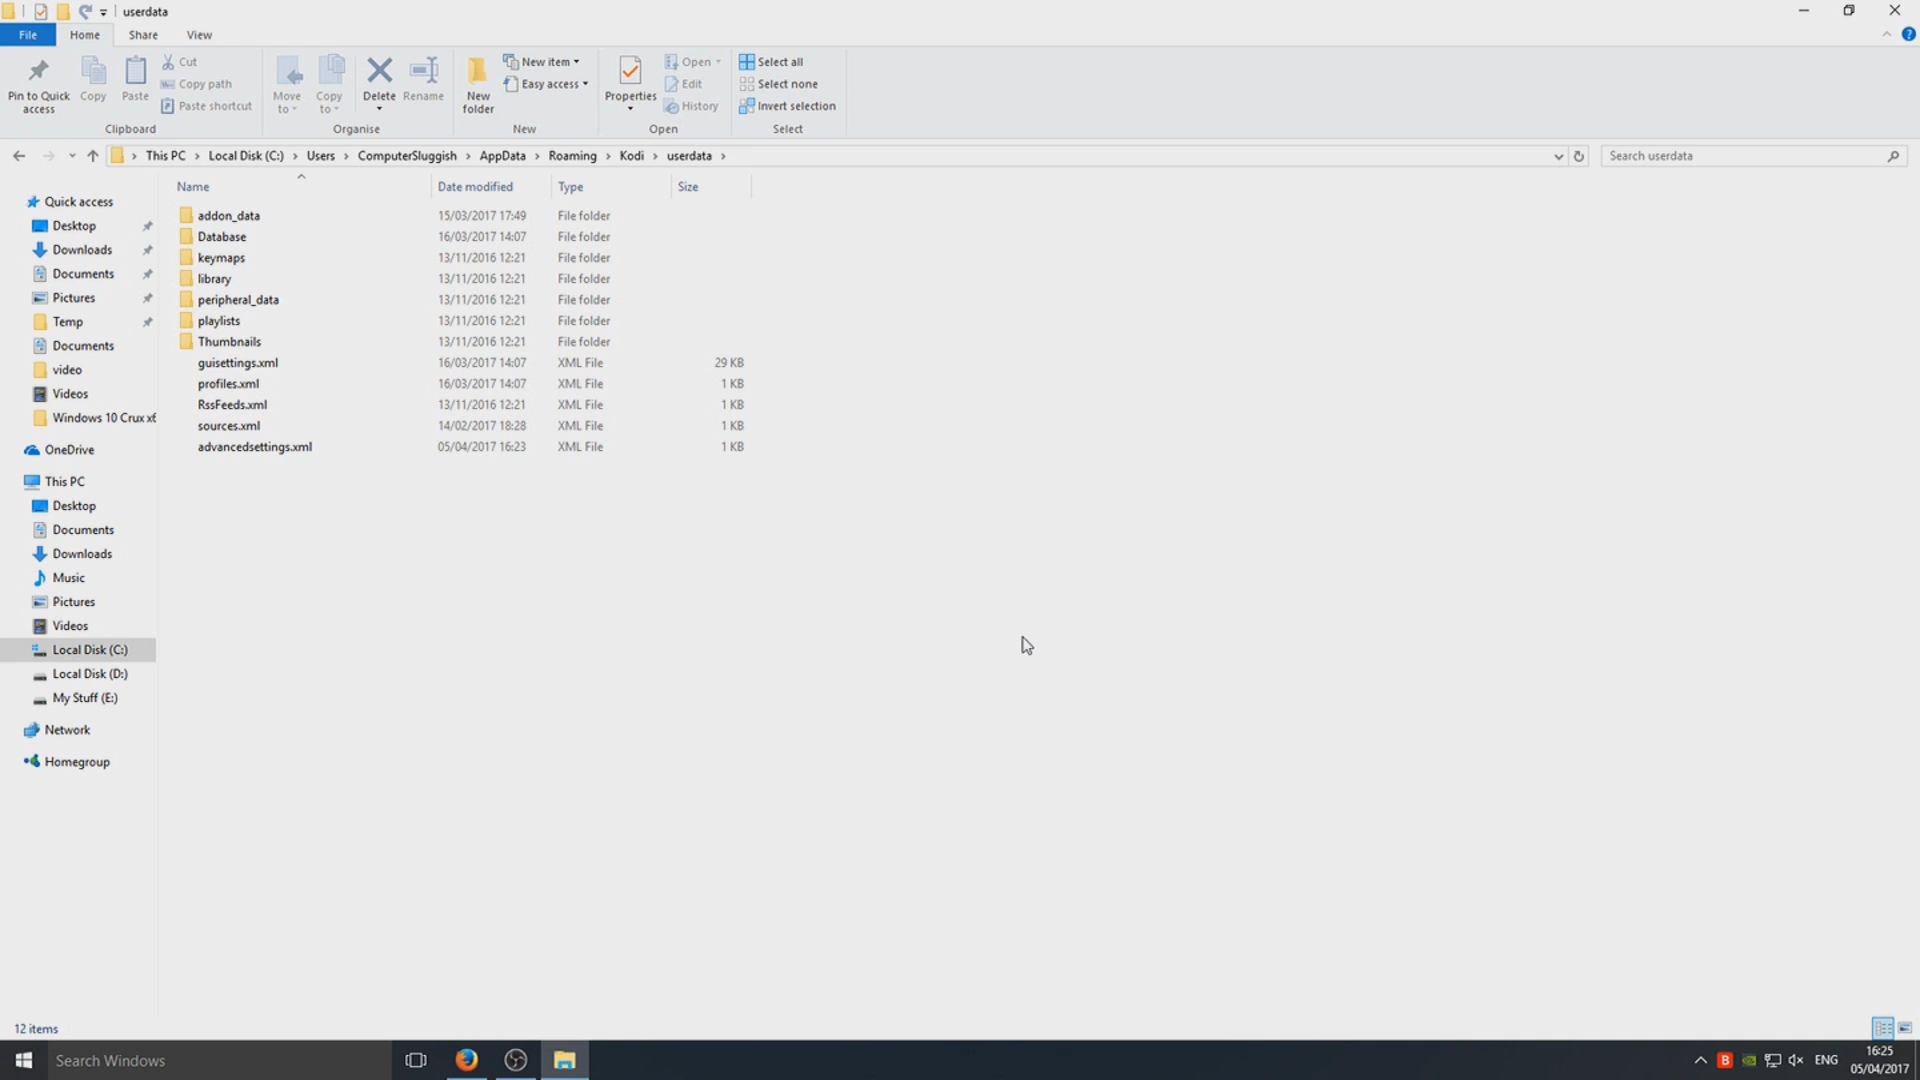 userdata
File Home Share View
Pin to Quick access
Copy
Paste
Cut
Copy path
Paste shortcut
Clipboard
Move to
Copy to
Delete
Rename
Organise
New folder
New item
Easy access
New
Properties
Open
Edit
History
Open
Select all
Select none
Invert selection
Select
This PC > Local Disk (C:) > Users > ComputerSluggish > AppData > Roaming > Kodi > userdata >
Search userdata
Quick access
Desktop
Downloads
Documents
Pictures
Temp
Documents
video
Videos
Windows 10 Crux x6
OneDrive
This PC
Desktop
Documents
Downloads
Music
Pictures
Videos
Local Disk (C:)
Local Disk (D:)
My Stuff (E:)
Network
Homegroup
Name Date modified Type Size
addon_data 15/03/2017 17:49 File folder
Database 16/03/2017 14:07 File folder
keymaps 13/11/2016 12:21 File folder
library 13/11/2016 12:21 File folder
peripheral_data 13/11/2016 12:21 File folder
playlists 13/11/2016 12:21 File folder
Thumbnails 13/11/2016 12:21 File folder
guisettings.xml 16/03/2017 14:07 XML File 29 KB
profiles.xml 16/03/2017 14:07 XML File 1 KB
RssFeeds.xml 13/11/2016 12:21 XML File 1 KB
sources.xml 14/02/2017 18:28 XML File 1 KB
advancedsettings.xml 05/04/2017 16:23 XML File 1 KB
12 items
Search Windows
B
ENG
16:25
05/04/2017